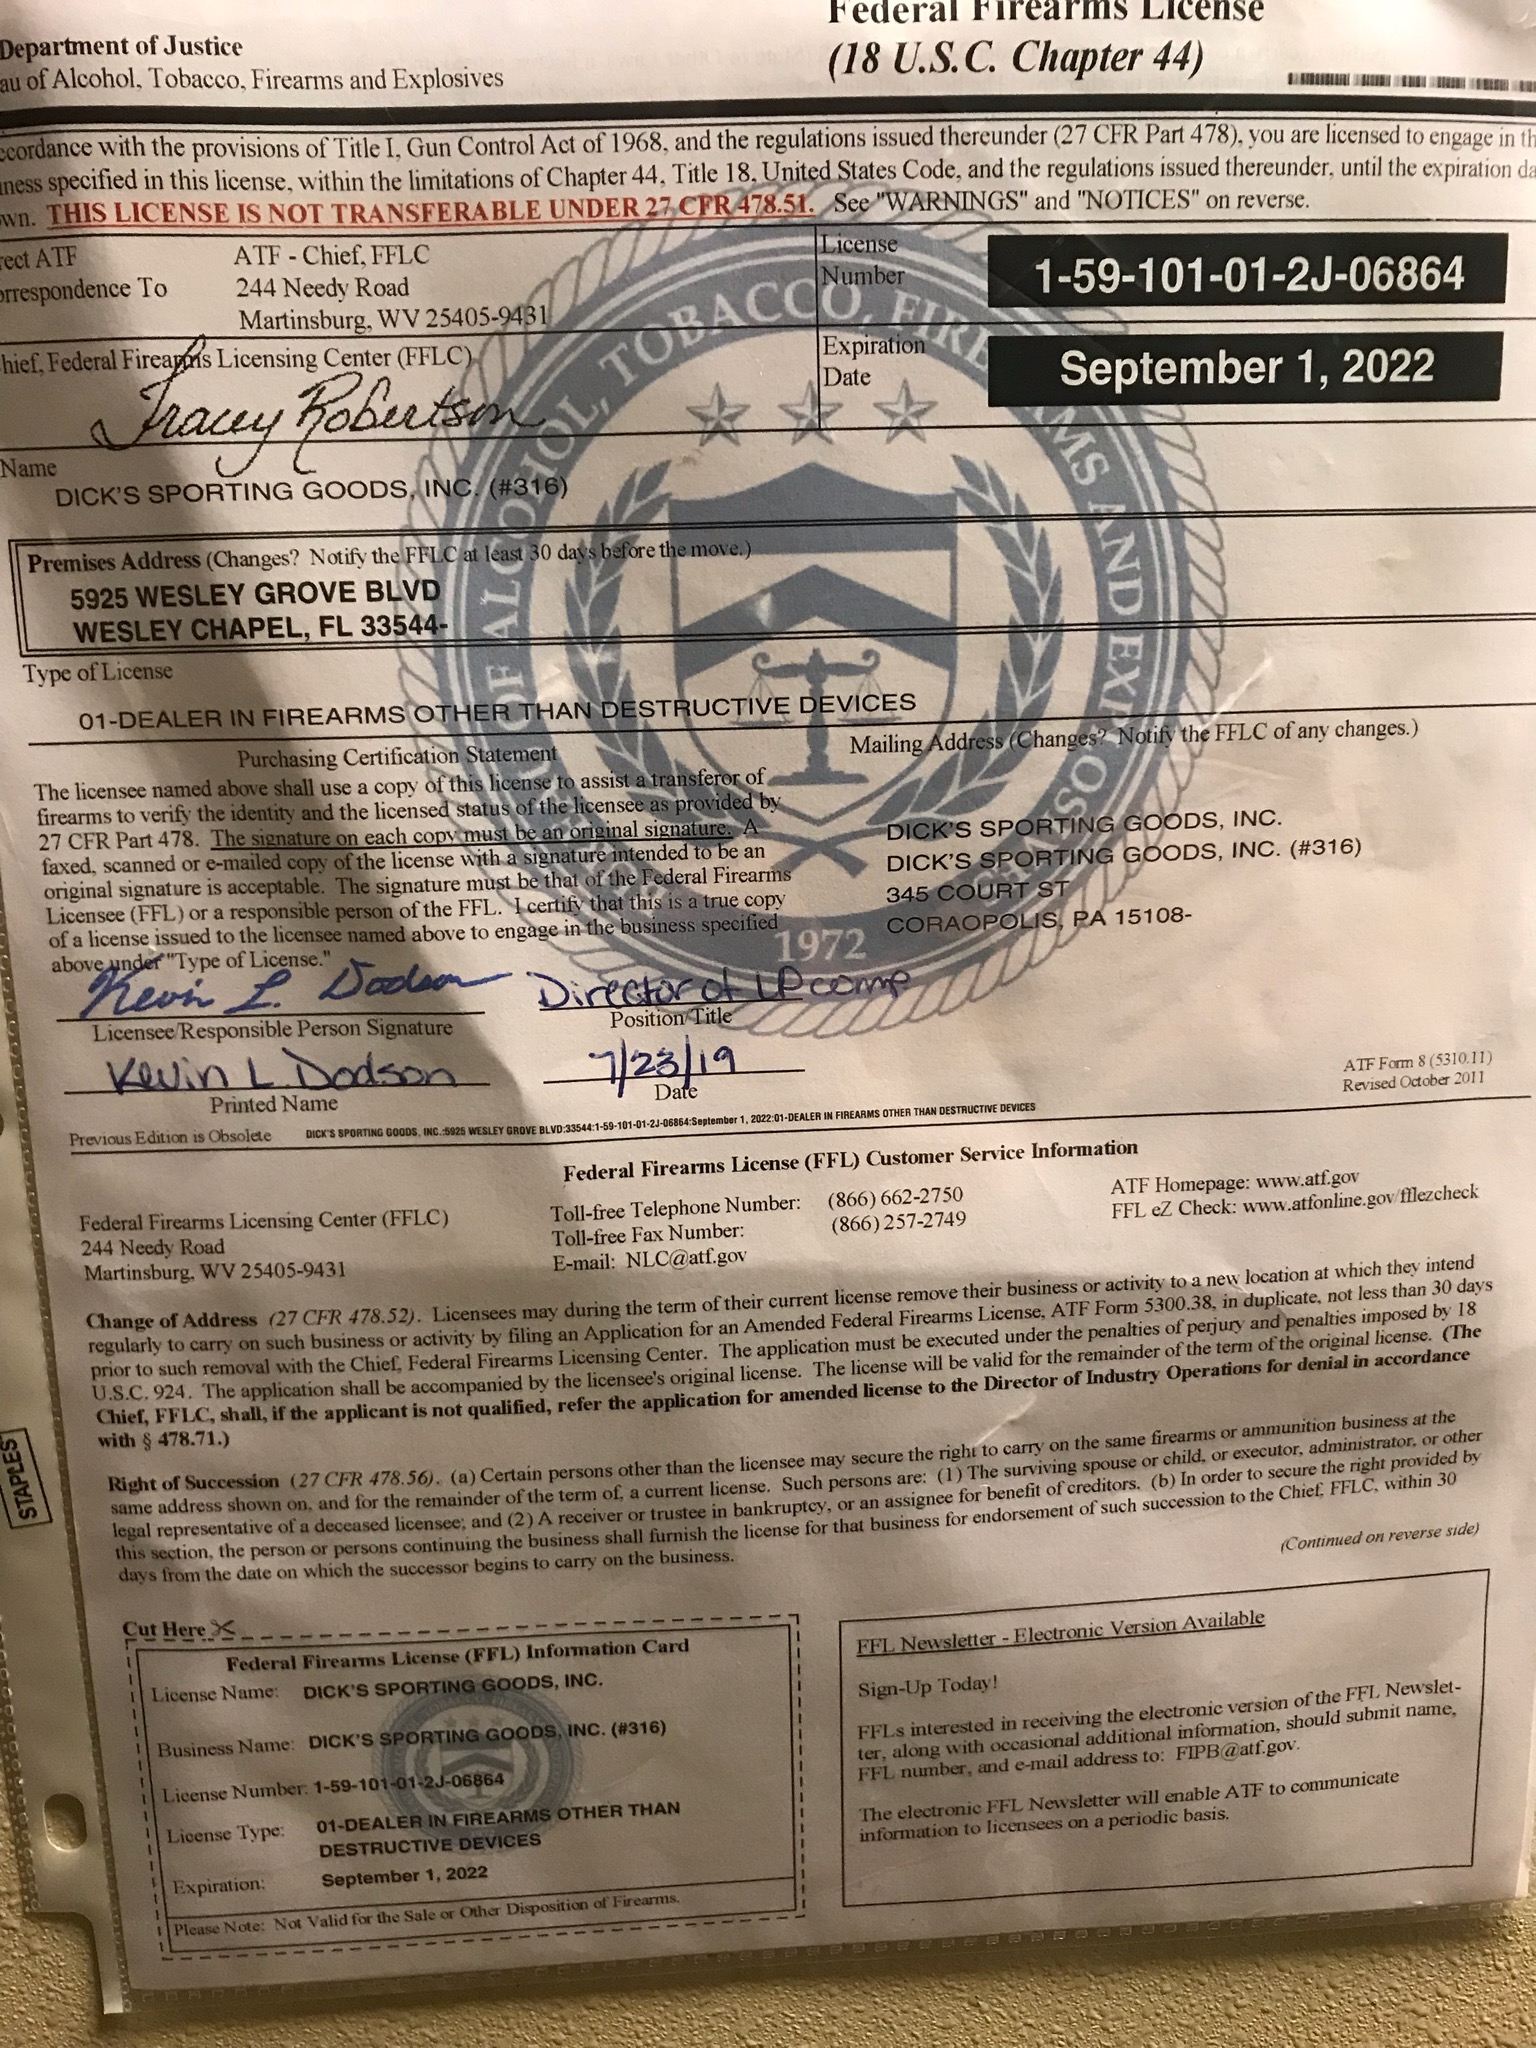 Federal Firearms License
(18 U.S.C. Chapter 44)
Department of Justice
au of Alcohol, Tobacco, Firearms and Explosives
ccordance with the provisions of Title I, Gun Control Act of 1968, and the regulations issued thereunder (27 CFR Part 478), you are licensed to engage in th
iness specified in this license, within the limitations of Chapter 44, Title 18, United States Code, and the regulations issued thereunder, until the expiration da
wn. THIS LICENSE IS NOT TRANSFERABLE UNDER 27 CFR 478.51. See "WARNINGS" and "NOTICES" on reverse.
rect ATF
orrespondence To
ATF - Chief, FFLC
244 Needy Road
Martinsburg, WV 25405-9431
License
Number
1-59-101-01-2J-06864
hief, Federal Firearms Licensing Center (FFLC)
Tracey Robertson
Expiration
Date
September 1, 2022
Name
DICK'S SPORTING GOODS, INC. (#316)
Premises Address (Changes? Notify the FFLC at least 30 days before the move.)
5925 WESLEY GROVE BLVD
WESLEY CHAPEL, FL 33544-
Type of License
01-DEALER IN FIREARMS OTHER THAN DESTRUCTIVE DEVICES
Purchasing Certification Statement
The licensee named above shall use a copy of this license to assist a transferor of
firearms to verify the identity and the licensed status of the licensee as provided by
27 CFR Part 478. The signature on each copy must be an original signature. A
faxed, scanned or e-mailed copy of the license with a signature intended to be an
original signature is acceptable. The signature must be that of the Federal Firearms
Licensee (FFL) or a responsible person of the FFL. I certify that this is a true copy
of a license issued to the licensee named above to engage in the business specified
above under "Type of License."
Mailing Address (Changes? Notify the FFLC of any changes.)
DICK'S SPORTING GOODS, INC.
DICK'S SPORTING GOODS, INC. (#316)
345 COURT ST
CORAOPOLIS, PA 15108-
OF ALCOHOL, TOBACCO, FIREARMS AND EXPLOSIVES
1972
Kevin L. Dodson
Licensee/Responsible Person Signature
Director of LP comp
Position/Title
Kevin L. Dodson
Printed Name
7/23/19
Date
ATF Form 8 (5310.11)
Revised October 2011
Previous Edition is Obsolete
DICK'S SPORTING GOODS, INC.:5925 WESLEY GROVE BLVD:33544:1-59-101-01-2J-06864:September 1, 2022:01-DEALER IN FIREARMS OTHER THAN DESTRUCTIVE DEVICES
Federal Firearms License (FFL) Customer Service Information
Federal Firearms Licensing Center (FFLC)
244 Needy Road
Martinsburg, WV 25405-9431
Toll-free Telephone Number: (866) 662-2750
Toll-free Fax Number: (866) 257-2749
E-mail: NLC@atf.gov
ATF Homepage: www.atf.gov
FFL eZ Check: www.atfonline.gov/fflezcheck
Change of Address (27 CFR 478.52). Licensees may during the term of their current license remove their business or activity to a new location at which they intend
regularly to carry on such business or activity by filing an Application for an Amended Federal Firearms License, ATF Form 5300.38, in duplicate, not less than 30 days
prior to such removal with the Chief, Federal Firearms Licensing Center. The application must be executed under the penalties of perjury and penalties imposed by 18
U.S.C. 924. The application shall be accompanied by the licensee's original license. The license will be valid for the remainder of the term of the original license. (The
Chief, FFLC, shall, if the applicant is not qualified, refer the application for amended license to the Director of Industry Operations for denial in accordance
with § 478.71.)
Right of Succession (27 CFR 478.56). (a) Certain persons other than the licensee may secure the right to carry on the same firearms or ammunition business at the
same address shown on, and for the remainder of the term of, a current license. Such persons are: (1) The surviving spouse or child, or executor, administrator, or other
legal representative of a deceased licensee; and (2) A receiver or trustee in bankruptcy, or an assignee for benefit of creditors. (b) In order to secure the right provided by
this section, the person or persons continuing the business shall furnish the license for that business for endorsement of such succession to the Chief, FFLC, within 30
days from the date on which the successor begins to carry on the business.
(Continued on reverse side)
STAPLES
Cut Here
Federal Firearms License (FFL) Information Card
License Name: DICK'S SPORTING GOODS, INC.
Business Name: DICK'S SPORTING GOODS, INC. (#316)
License Number: 1-59-101-01-2J-06864
License Type: 01-DEALER IN FIREARMS OTHER THAN
DESTRUCTIVE DEVICES
Expiration: September 1, 2022
Please Note: Not Valid for the Sale or Other Disposition of Firearms.
FFL Newsletter - Electronic Version Available
Sign-Up Today!
FFLs interested in receiving the electronic version of the FFL Newslet-
ter, along with occasional additional information, should submit name,
FFL number, and e-mail address to: FIPB@atf.gov.
The electronic FFL Newsletter will enable ATF to communicate
information to licensees on a periodic basis.